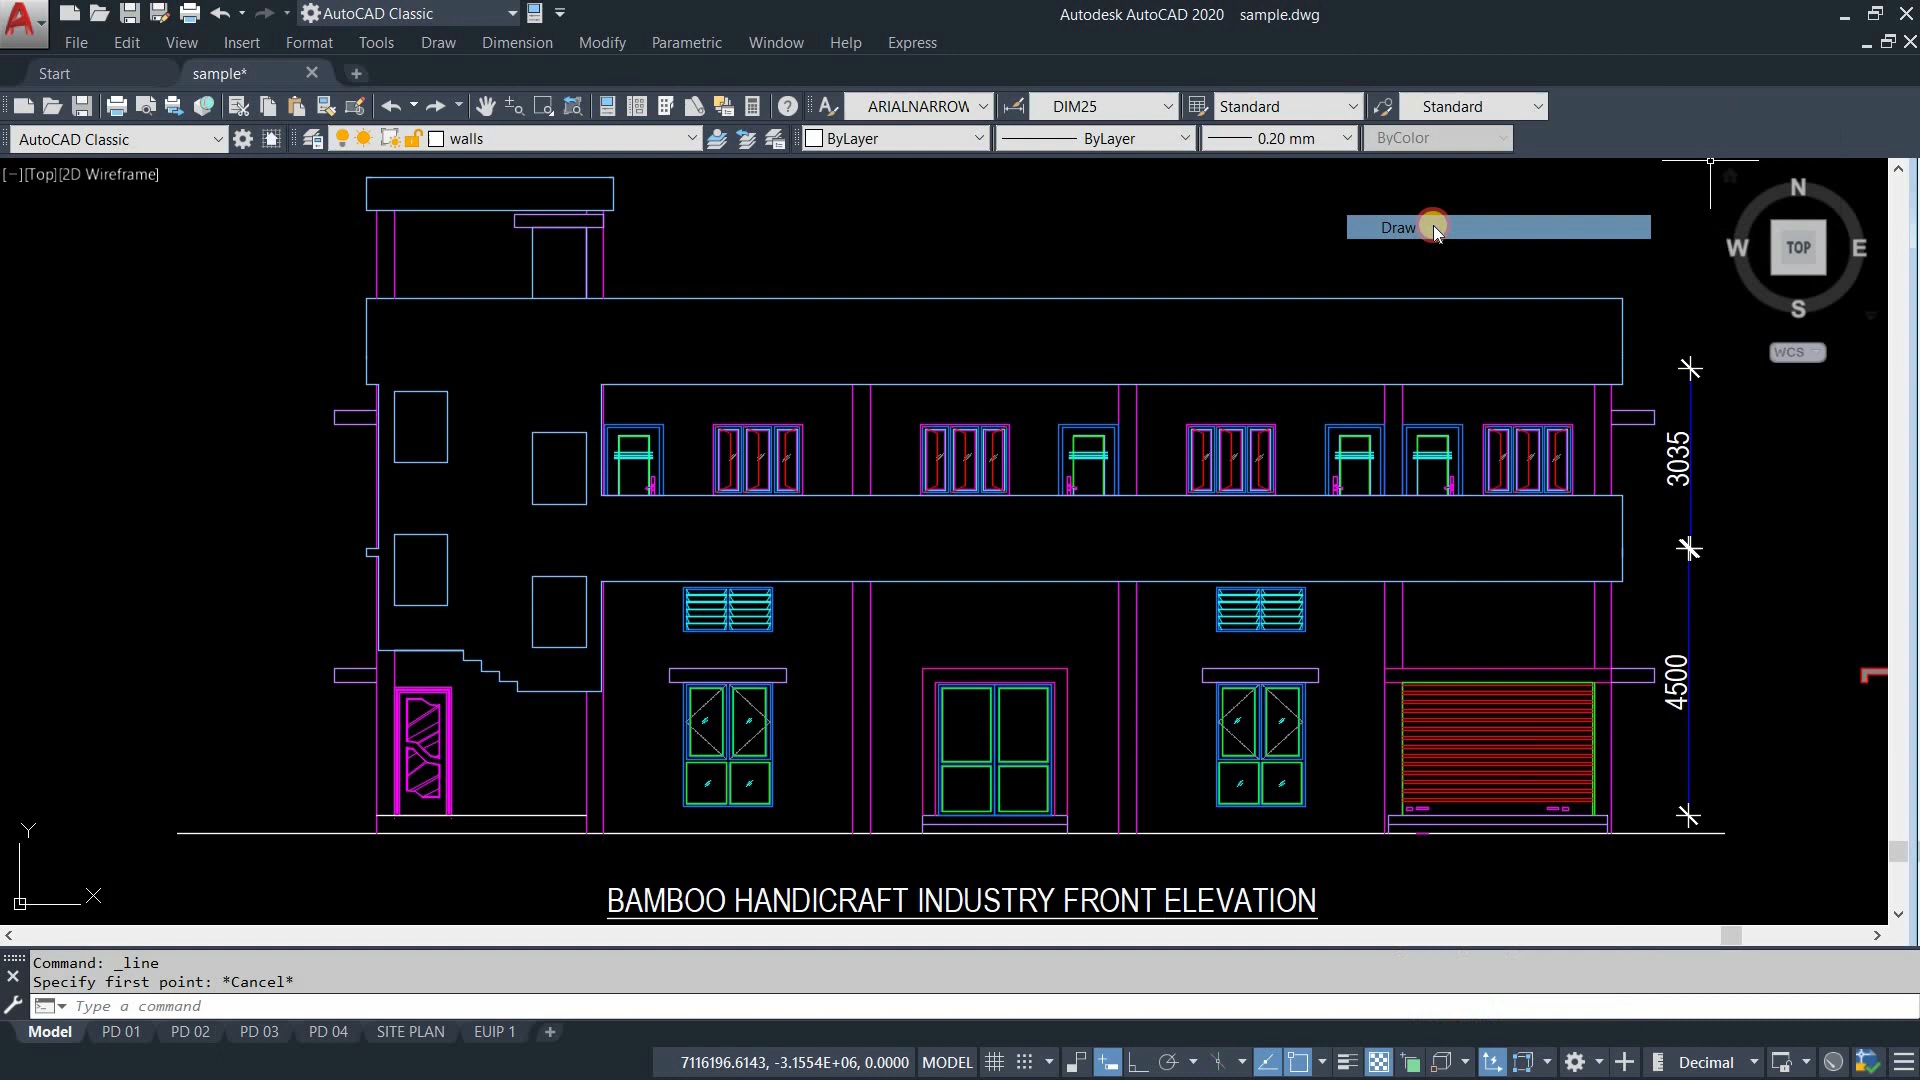 AutoCAD Classic
Autodesk AutoCAD 2020 sample.dwg
File Edit View Insert Format Tools Draw Dimension Modify Parametric Window Help Express
Start
sample*
ARIALNARROW
DIM25
Standard
Standard
AutoCAD Classic
walls
ByLayer
ByLayer
0.20 mm
ByColor
[−][Top][2D Wireframe]
Draw
N
W
TOP
E
S
WCS
3035
4500
Y
X
BAMBOO HANDICRAFT INDUSTRY FRONT ELEVATION
Command: _line
Specify first point: *Cancel*
Type a command
Model PD 01 PD 02 PD 03 PD 04 SITE PLAN EUIP 1
7116196.6143, -3.1554E+06, 0.0000 MODEL
Decimal